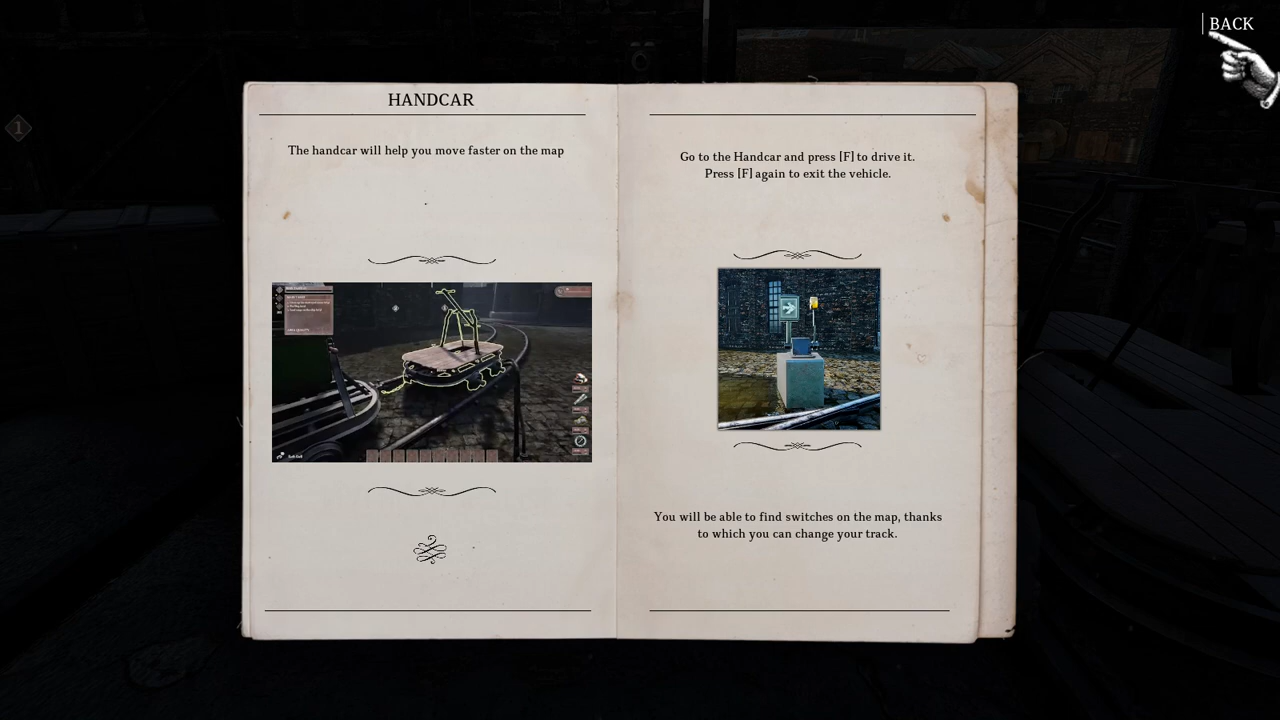 BACK
1
HANDCAR
The handcar will help you move faster on the map
Go to the Handcar and press [F] to drive it.
Press [F] again to exit the vehicle.
You will be able to find switches on the map, thanks
to which you can change your track.